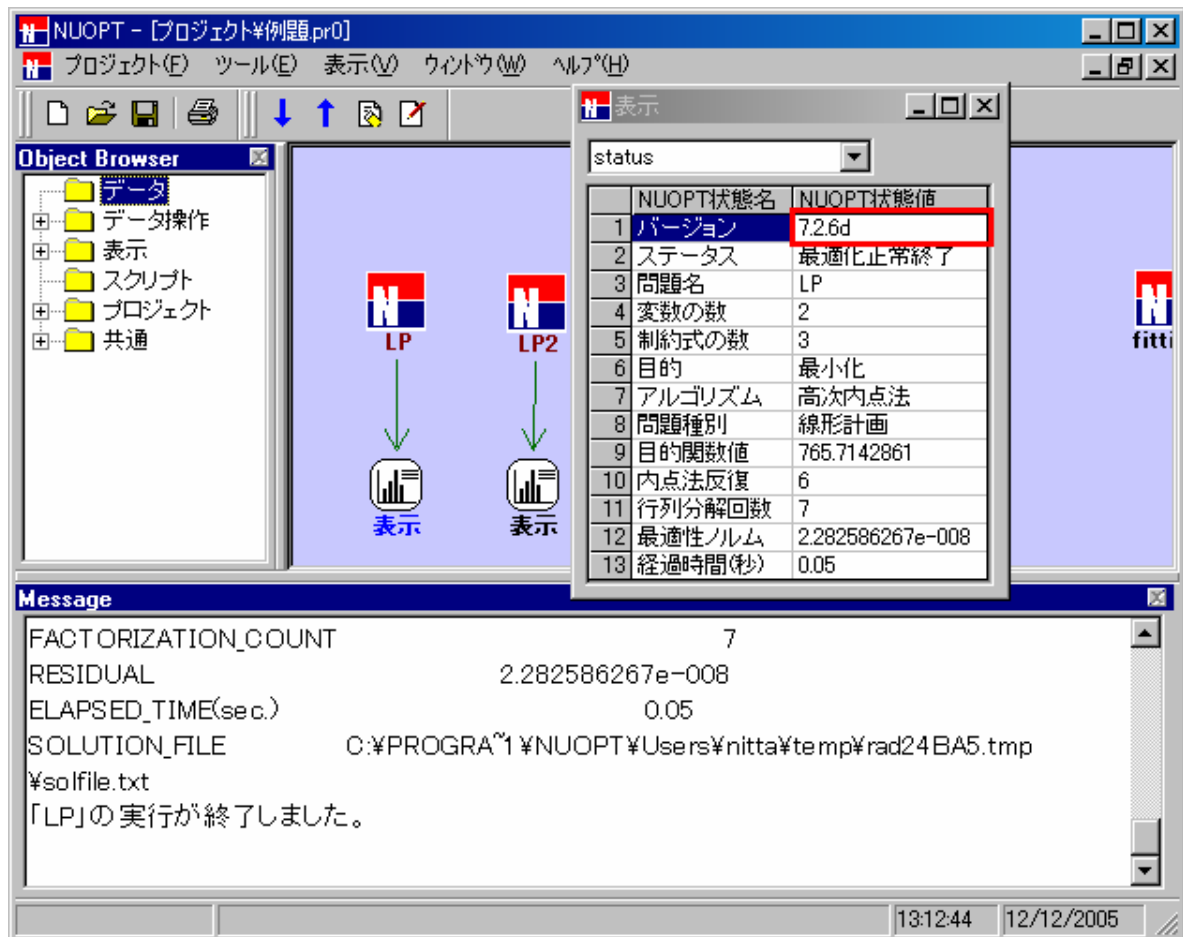 NUOPT - [プロジェクト¥例題.pr0]
プロジェクト(F) ツール(E) 表示(V) ウィンドウ(W) ヘルプ(H)
Object Browser
データ
データ操作
表示
スクリプト
プロジェクト
共通
LP
LP2
fitti
表示
表示
表示
status
NUOPT状態名 NUOPT状態値
1 バージョン 7.2.6d
2 ステータス 最適化正常終了
3 問題名 LP
4 変数の数 2
5 制約式の数 3
6 目的 最小化
7 アルゴリズム 高次内点法
8 問題種別 線形計画
9 目的関数値 765.7142861
10 内点法反復 6
11 行列分解回数 7
12 最適性ノルム 2.282586267e-008
13 経過時間(秒) 0.05
Message
FACTORIZATION_COUNT 7
RESIDUAL 2.282586267e-008
ELAPSED_TIME(sec.) 0.05
SOLUTION_FILE C:¥PROGRA~1¥NUOPT¥Users¥nitta¥temp¥rad24BA5.tmp
¥solfile.txt
「LP」の実行が終了しました。
13:12:44 12/12/2005